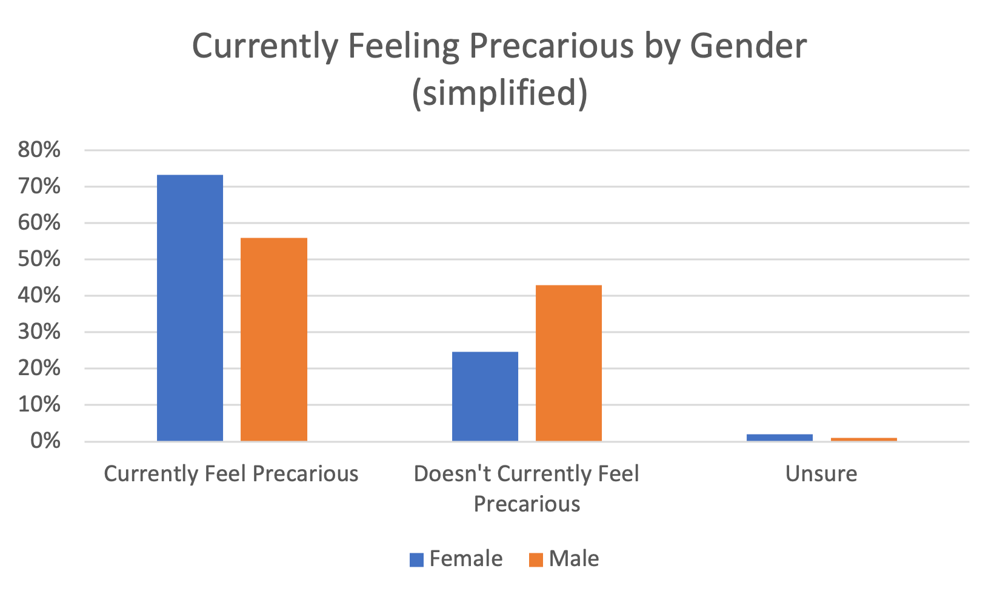 Currently Feeling Precarious by Gender
(simplified)
80%
70%
60%
50%
40%
30%
20%
10%
0%
Currently Feel Precarious
Doesn't Currently Feel
Precarious
Unsure
Female
Male